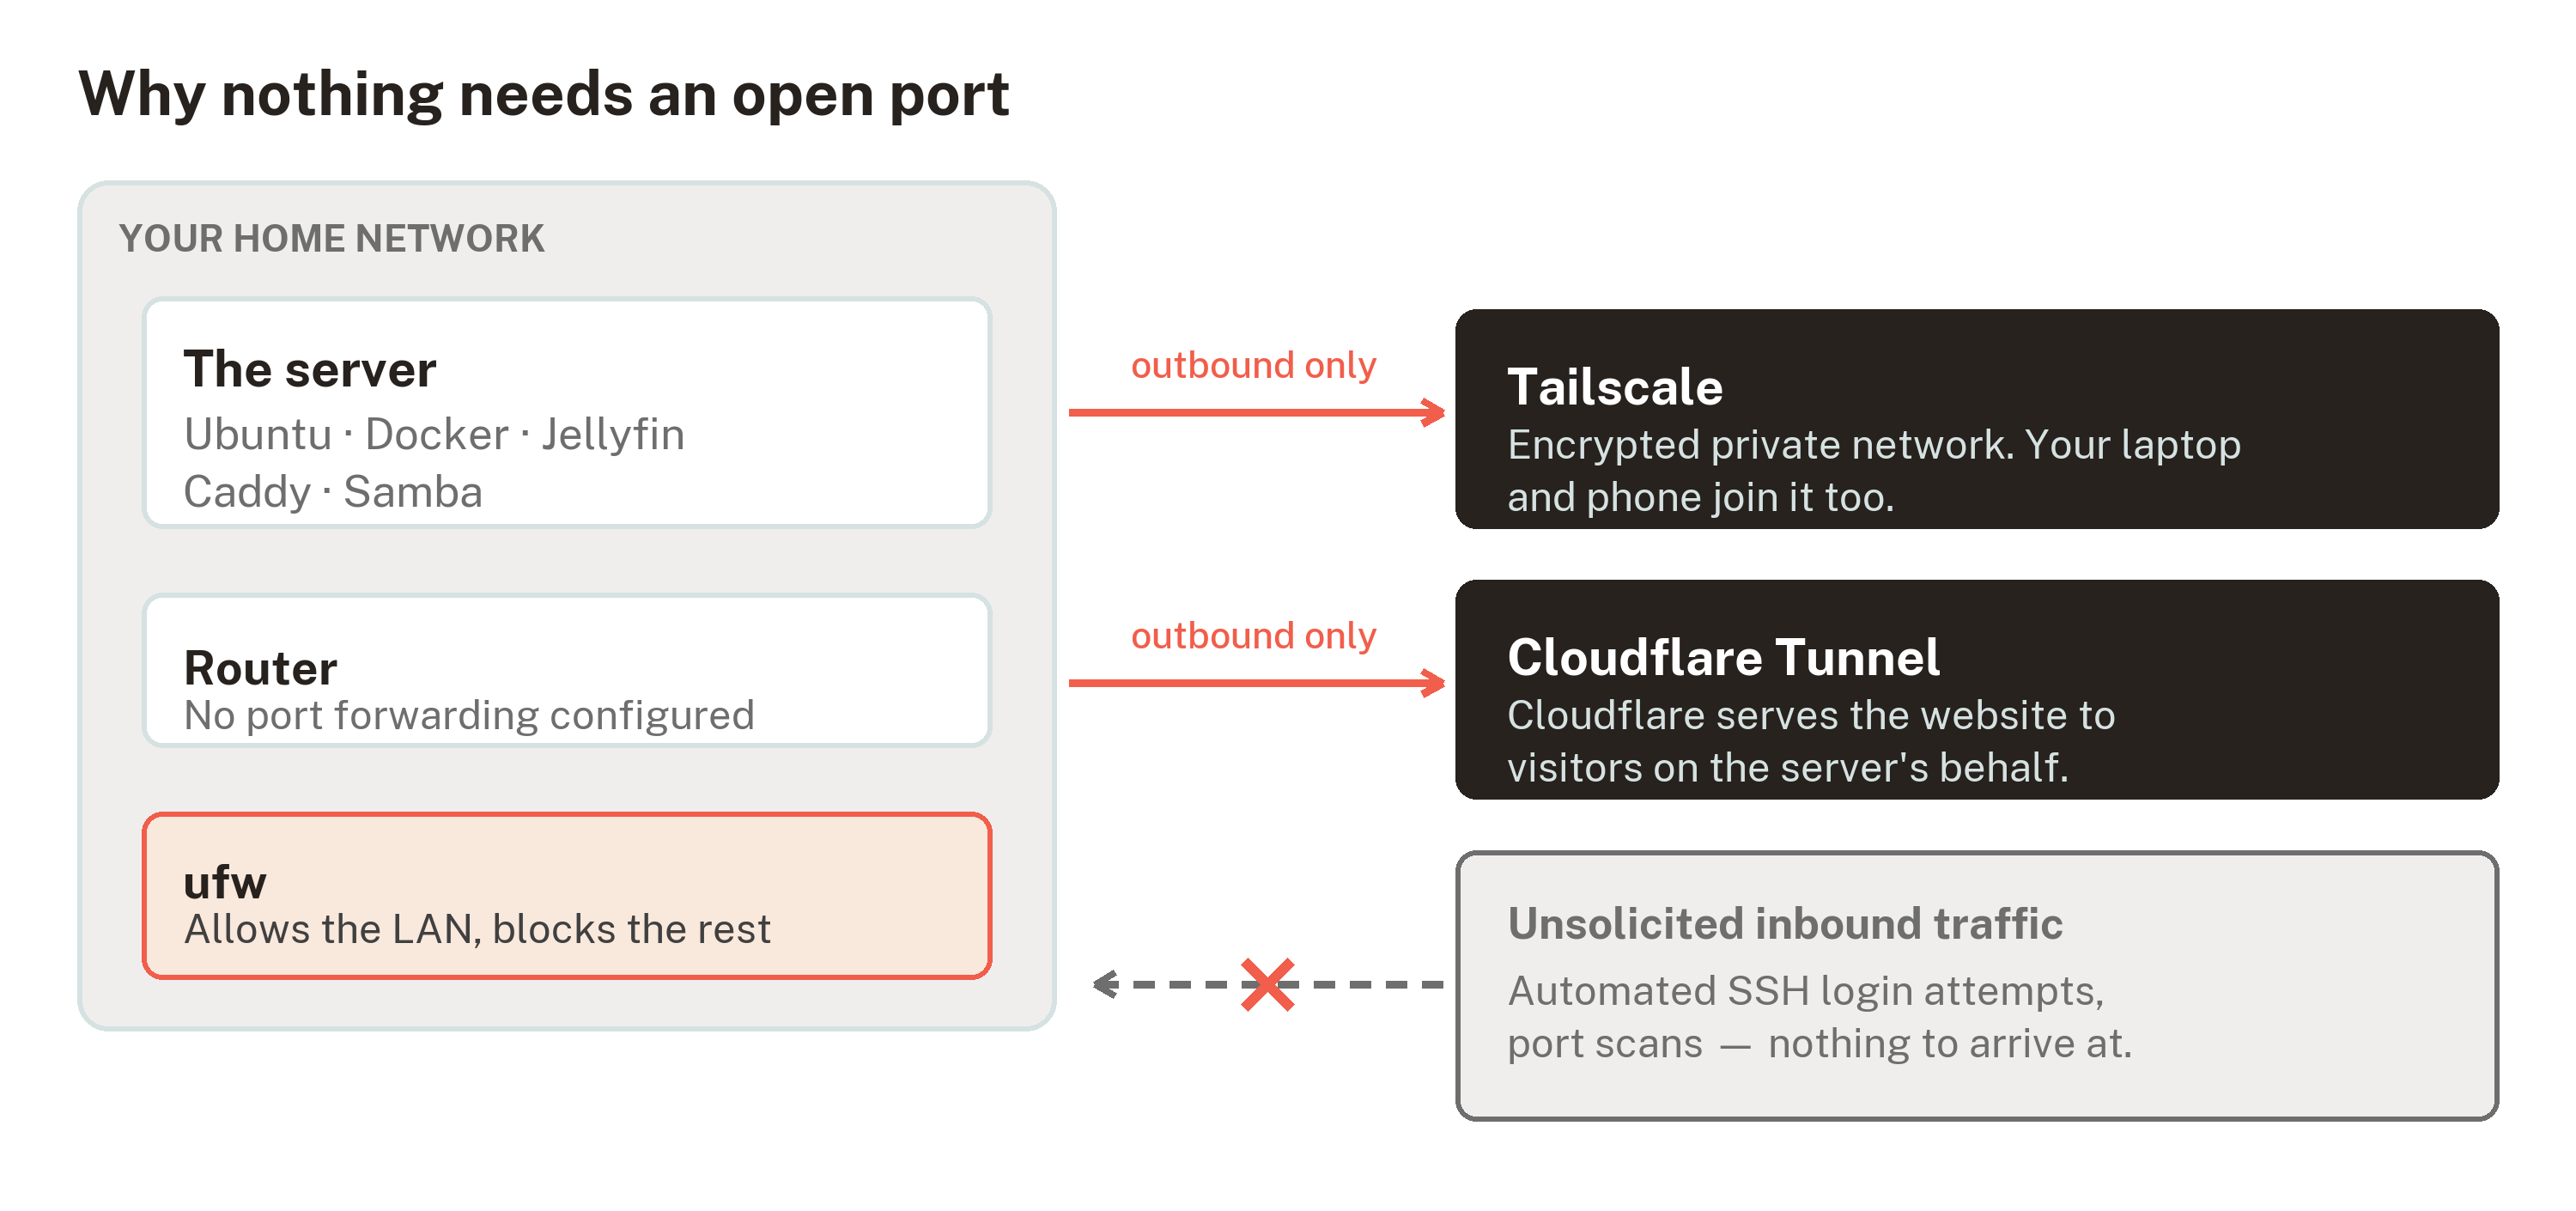 Why nothing needs an open port
YOUR HOME NETWORK
The server
Ubuntu · Docker · Jellyfin
Caddy · Samba
Router
No port forwarding configured
ufw
Allows the LAN, blocks the rest
outbound only
outbound only
Tailscale
Encrypted private network. Your laptop
and phone join it too.
Cloudflare Tunnel
Cloudflare serves the website to
visitors on the server's behalf.
Unsolicited inbound traffic
Automated SSH login attempts,
port scans — nothing to arrive at.